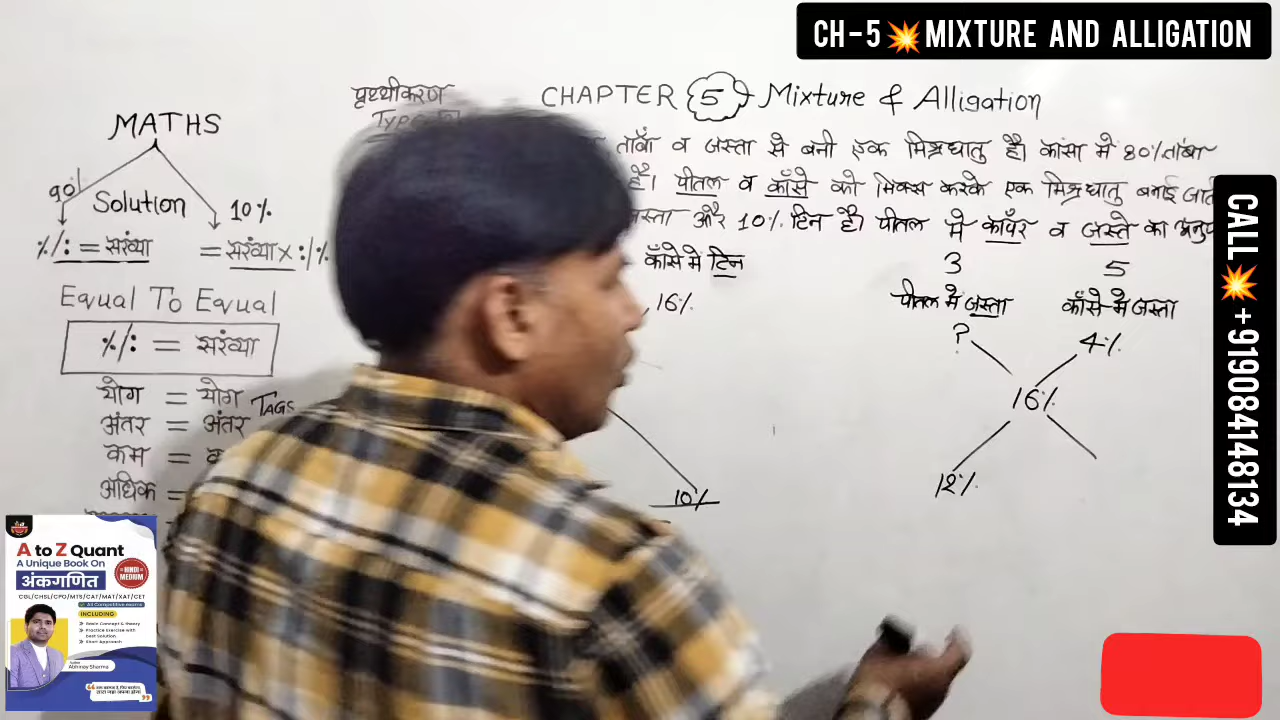 CH-5💥MIXTURE AND ALLIGATION
पृथ्थीकरण
CHAPTER 5 Mixture & Alligation
Type
MATHS
ताँबा व जस्ता से बनी एक मिश्रधातु है। कांसा मे 80% ताँबा
90%
Solution
10%
है। पीतल व काँसे को मिक्स करके एक मिश्रधातु बनाई
जस्ता और 10% टिन है। पीतल मे काँपर व जस्ते का
%/: = सरंव्या
= सरंव्या × :/%
काँसे मे टिन
3
5
16%
पीतल मे जस्ता
काँसे मे जस्ता
Equal To Equal
%/: = सरंव्या
?
4%
16%
12%
10%
योग = योग
TAGS
अंतर = अंतर
कम =
अधिक =
CALL💥+919084148134
A to Z Quant
A Unique Book On
अंकगणित
HINDI
MEDIUM
CGL/CHSL/CPO/MTS/CAT/MAT/XAT/CET
All Competitive exams
INCLUDING
Basic Concept & theory
Practice Exercise with
best Solution
Short Approach
Abhinay Sharma